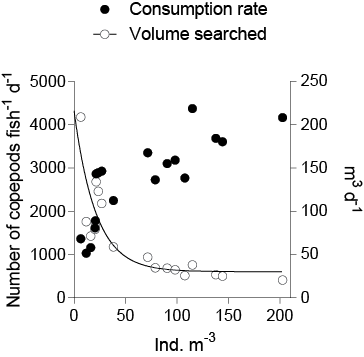 Consumption rate
Volume searched
Number of copepods fish⁻¹ d⁻¹
5000
4000
3000
2000
1000
0
250
200
150
100
50
0
m³ d⁻¹
0 50 100 150 200
Ind. m⁻³